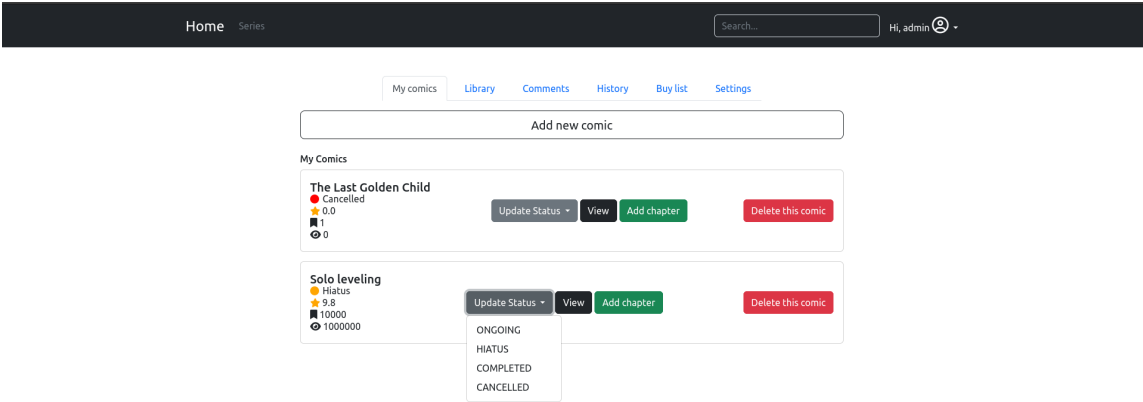 Home Series Search... Hi, admin
My comics Library Comments History Buy list Settings
Add new comic
My Comics
The Last Golden Child
Cancelled
0.0
1
0
Update Status View Add chapter Delete this comic
Solo leveling
Hiatus
9.8
10000
1000000
Update Status View Add chapter Delete this comic
ONGOING
HIATUS
COMPLETED
CANCELLED